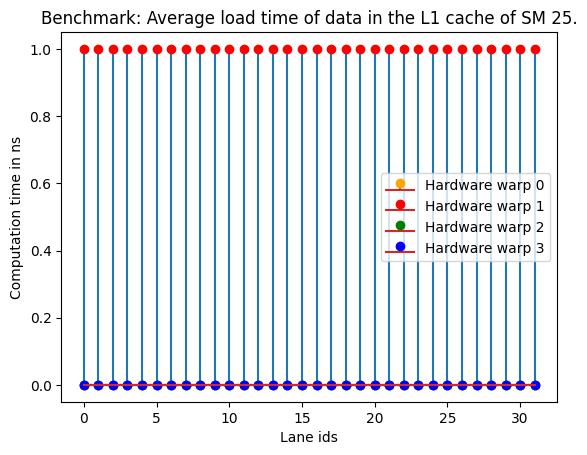 Benchmark: Average load time of data in the L1 cache of SM 25.
Computation time in ns
1.0
0.8
0.6
0.4
0.2
0.0
Hardware warp 0
Hardware warp 1
Hardware warp 2
Hardware warp 3
0 5 10 15 20 25 30
Lane ids